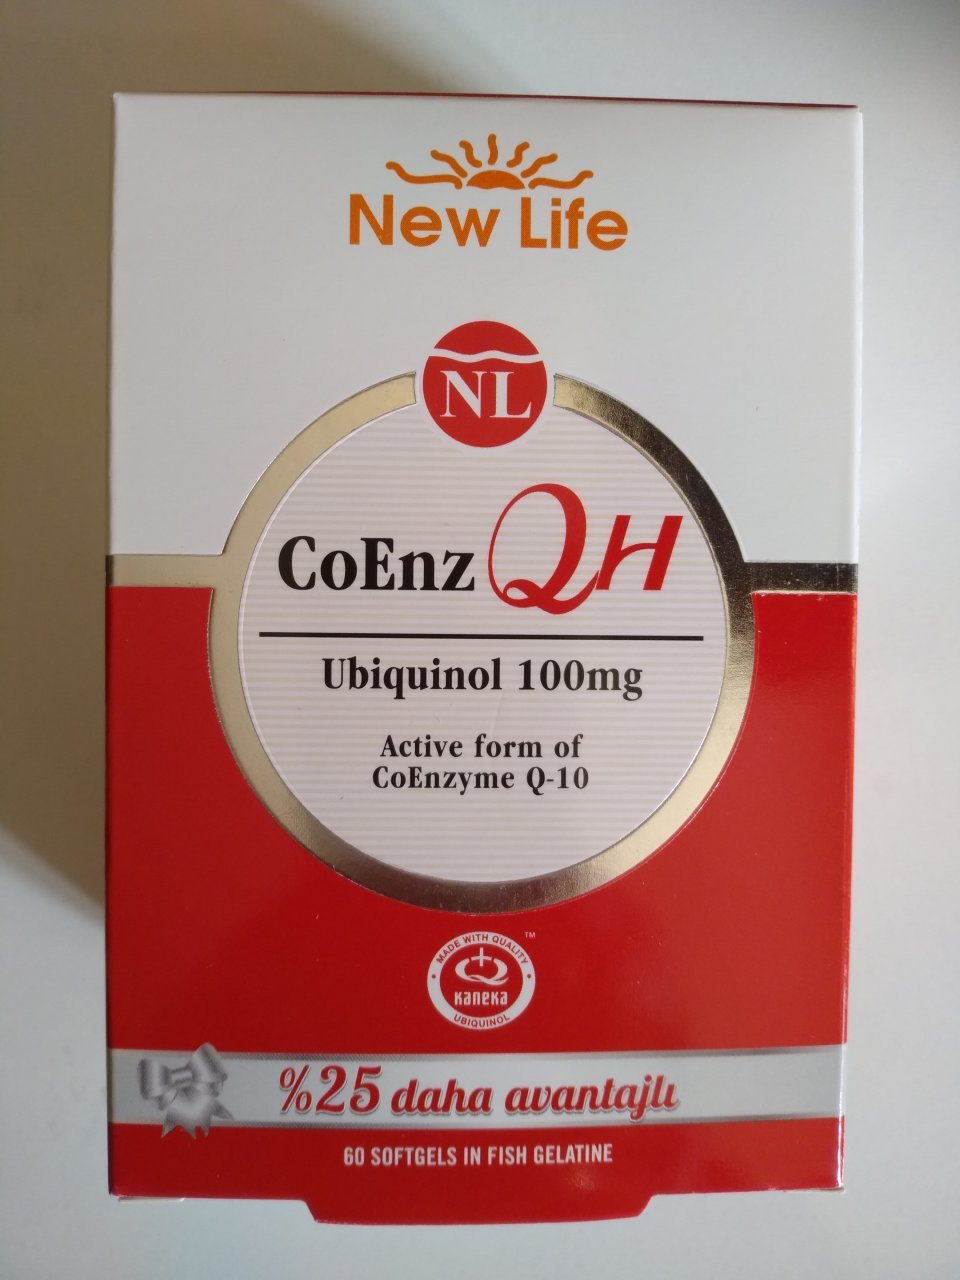 New Life
NL
CoEnz QH
Ubiquinol 100mg
Active form of
CoEnzyme Q-10
MADE WITH QUALITY
TM
Q+
KANEKA
UBIQUINOL
%25 daha avantajlı
60 SOFTGELS IN FISH GELATINE